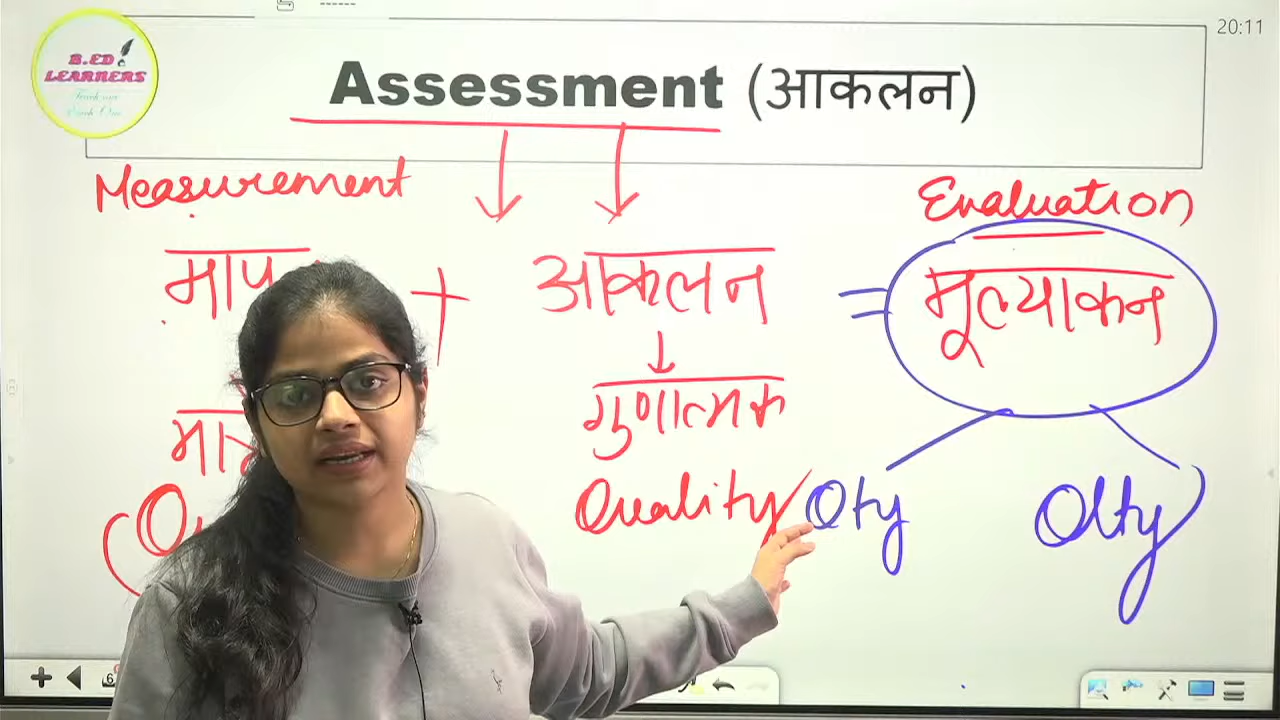 20:11
B.ED
LEARNERS
Assessment (आकलन)
Measurement
Evaluation
माप
+ आकलन = मूल्याकन
गुणात्मक
Quality Qty Qlty